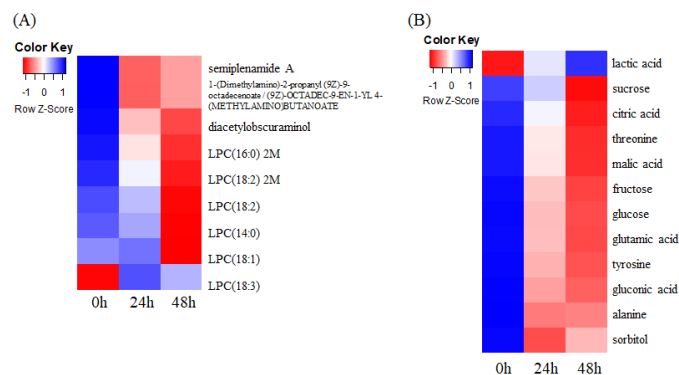 (A)
Color Key
-1 0 1
Row Z-Score
semiplenamide A
1-(Dimethylamino)-2-propanyl (9Z)-9-
octadecenoate / (9Z)-OCTADEC-9-EN-1-YL 4-
(METHYLAMINO)BUTANOATE
diacetylobscuraminol
LPC(16:0) 2M
LPC(18:2) 2M
LPC(18:2)
LPC(14:0)
LPC(18:1)
LPC(18:3)
0h 24h 48h
(B)
Color Key
-1 0 1
Row Z-Score
lactic acid
sucrose
citric acid
threonine
malic acid
fructose
glucose
glutamic acid
tyrosine
gluconic acid
alanine
sorbitol
0h 24h 48h